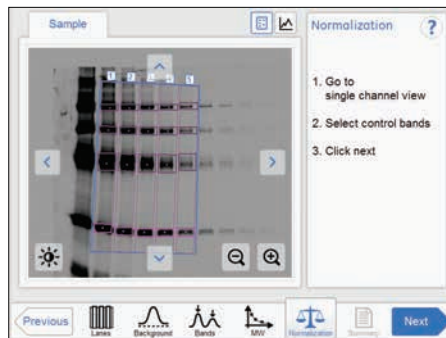 Sample
Normalization
?
1. Go to
single channel view
2. Select control bands
3. Click next
1 2 3 4 5
Previous
Lanes
Background
Bands
MW
Normalization
Summary
Next